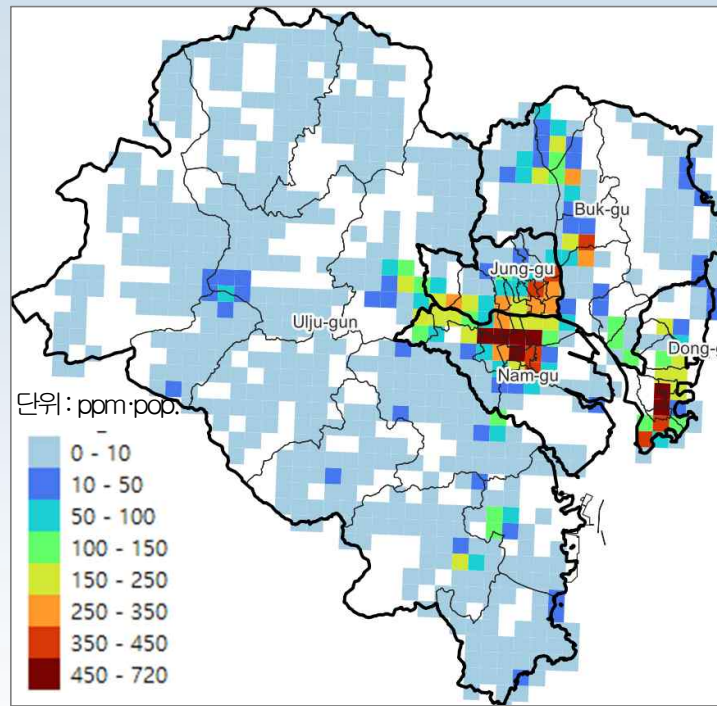 Buk-gu
Jung-gu
Ulju-gun
Dong-g
Nam-gu
단위 : ppm·pop.
0 - 10
10 - 50
50 - 100
100 - 150
150 - 250
250 - 350
350 - 450
450 - 720